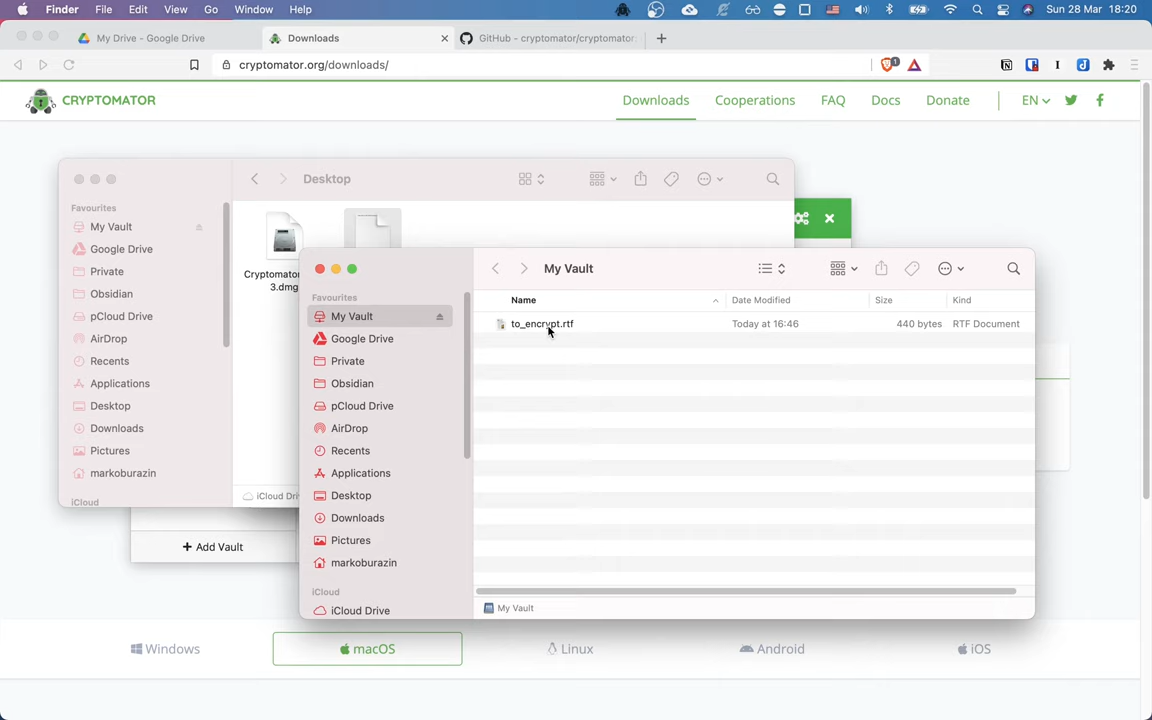 Finder File Edit View Go Window Help Sun 28 Mar 18:20
My Drive - Google Drive Downloads GitHub - cryptomator/cryptomator:
cryptomator.org/downloads/ 1
CRYPTOMATOR Downloads Cooperations FAQ Docs Donate EN
Desktop
Favourites
My Vault
Google Drive
Private
Obsidian
pCloud Drive
AirDrop
Recents
Applications
Desktop
Downloads
Pictures
markoburazin
iCloud
Cryptomator
3.dmg
iCloud Dri
+ Add Vault
My Vault
Favourites
My Vault
Google Drive
Private
Obsidian
pCloud Drive
AirDrop
Recents
Applications
Desktop
Downloads
Pictures
markoburazin
iCloud
iCloud Drive
Name Date Modified Size Kind
to_encrypt.rtf Today at 16:46 440 bytes RTF Document
My Vault
Windows macOS Linux Android iOS